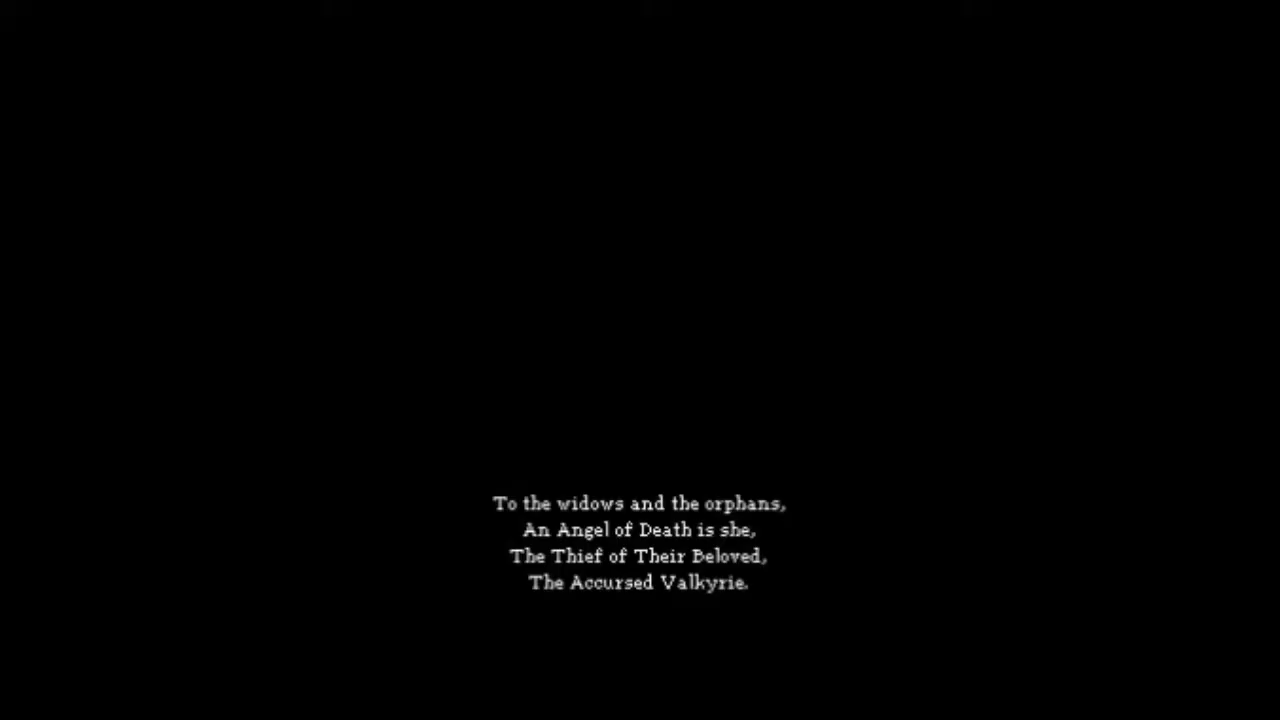 To the widows and the orphans,
An Angel of Death is she,
The Thief of Their Beloved,
The Accursed Valkyrie.